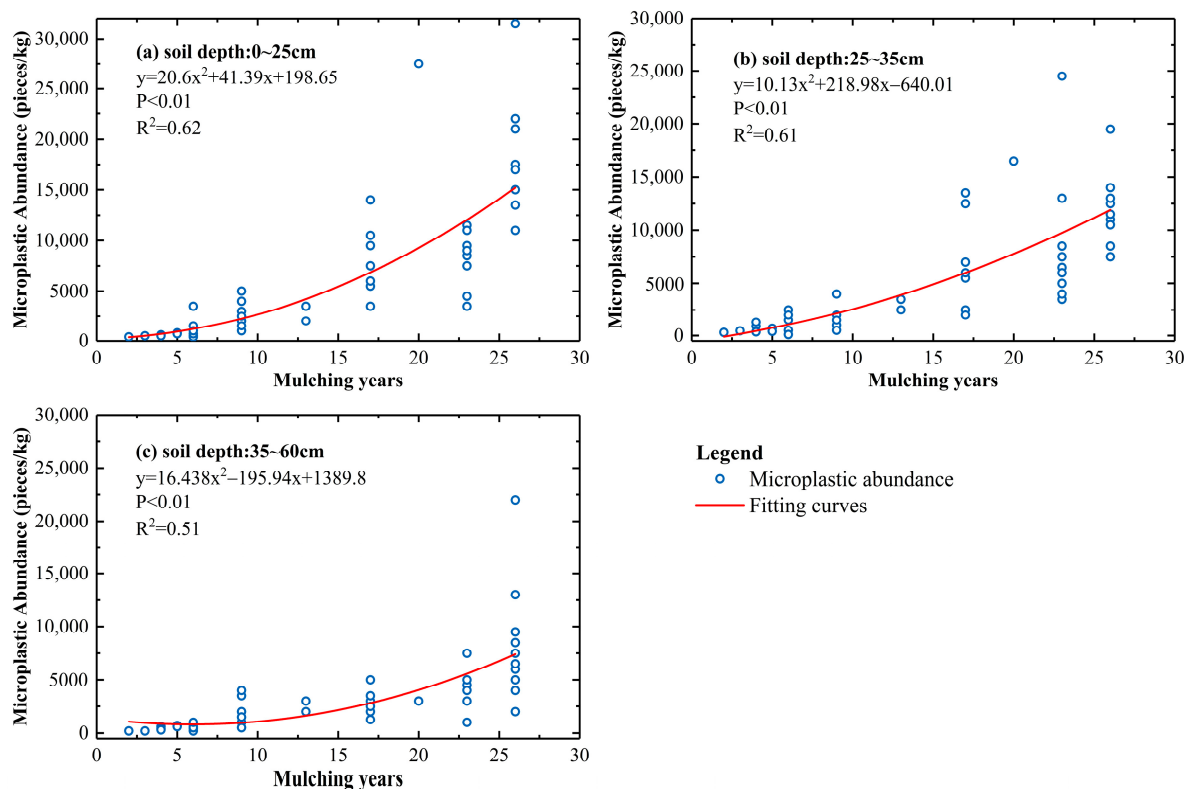 Microplastic Abundance (pieces/kg)
30,000
25,000
20,000
15,000
10,000
5000
0
(a) soil depth:0~25cm
y=20.6x²+41.39x+198.65
P<0.01
R²=0.62
0 5 10 15 20 25 30
Mulching years
Microplastic Abundance (pieces/kg)
30,000
25,000
20,000
15,000
10,000
5000
0
(b) soil depth:25~35cm
y=10.13x²+218.98x−640.01
P<0.01
R²=0.61
0 5 10 15 20 25 30
Mulching years
Microplastic Abundance (pieces/kg)
30,000
25,000
20,000
15,000
10,000
5000
0
(c) soil depth:35~60cm
y=16.438x²−195.94x+1389.8
P<0.01
R²=0.51
0 5 10 15 20 25 30
Mulching years
Legend
Microplastic abundance
Fitting curves